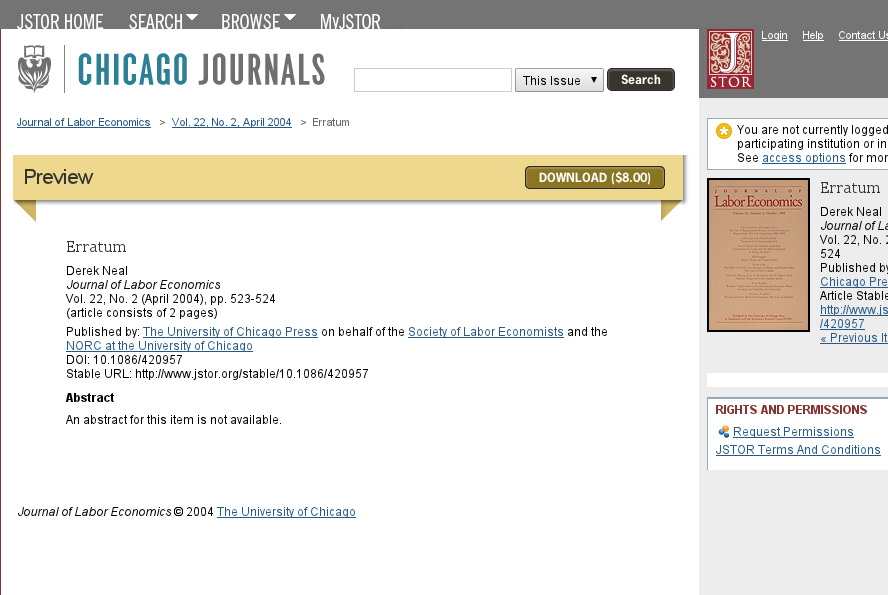 JSTOR HOME SEARCH BROWSE MyJSTOR
CHICAGO JOURNALS
This Issue Search
JSTOR
Login Help Contact Us
Journal of Labor Economics > Vol. 22, No. 2, April 2004 > Erratum
Preview
DOWNLOAD ($8.00)
Erratum
Derek Neal
Journal of Labor Economics
Vol. 22, No. 2 (April 2004), pp. 523-524
(article consists of 2 pages)
Published by: The University of Chicago Press on behalf of the Society of Labor Economists and the
NORC at the University of Chicago
DOI: 10.1086/420957
Stable URL: http://www.jstor.org/stable/10.1086/420957
Abstract
An abstract for this item is not available.
Journal of Labor Economics © 2004 The University of Chicago
You are not currently logged
participating institution or in
See access options for mor
JOURNAL OF
Labor Economics
Erratum
Derek Neal
Journal of La
Vol. 22, No. 2
524
Published by
Chicago Pre
Article Stable
http://www.js
/420957
« Previous It
RIGHTS AND PERMISSIONS
Request Permissions
JSTOR Terms And Conditions